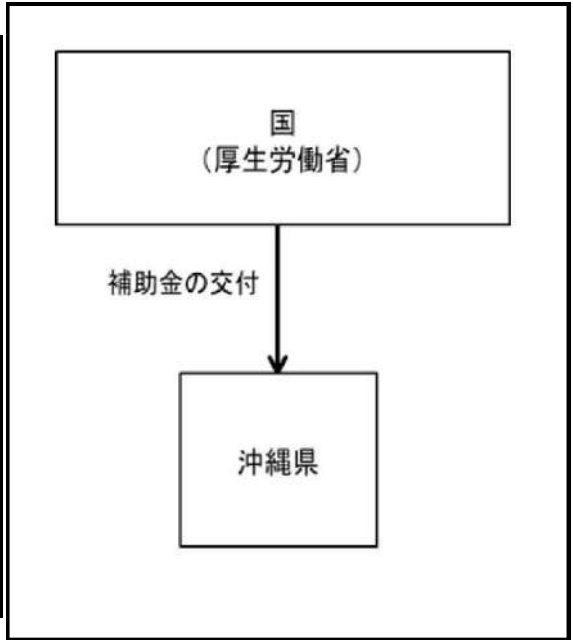 国
（厚生労働省）
補助金の交付
沖縄県